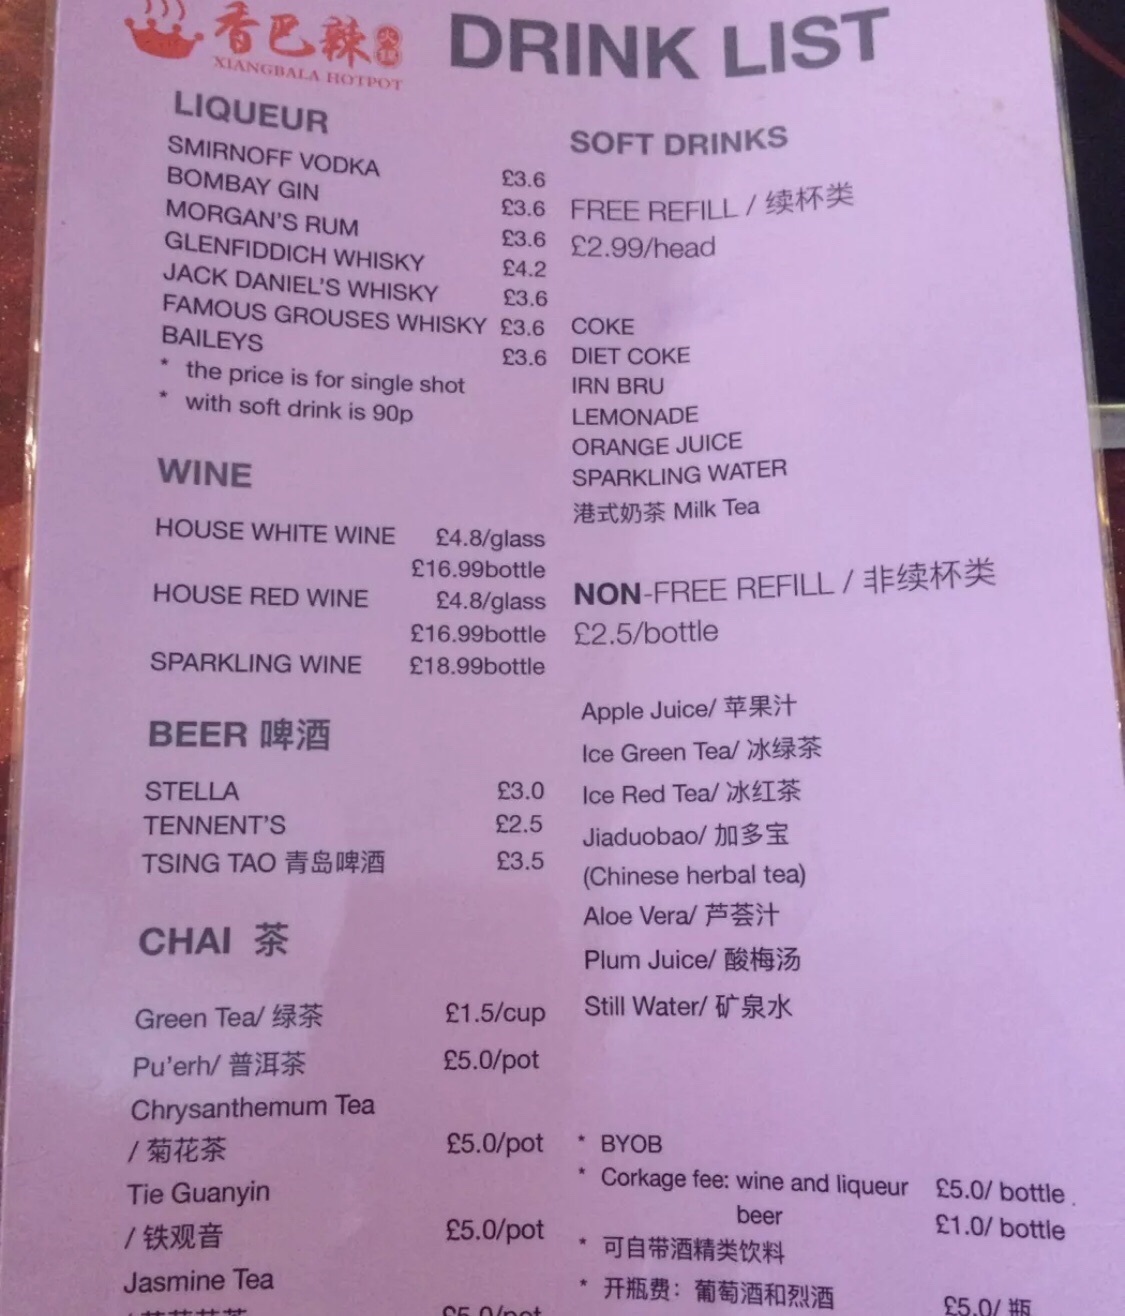 香巴辣 火锅
XIANGBALA HOTPOT
DRINK LIST
LIQUEUR
SMIRNOFF VODKA £3.6
BOMBAY GIN £3.6
MORGAN'S RUM £3.6
GLENFIDDICH WHISKY £4.2
JACK DANIEL'S WHISKY £3.6
FAMOUS GROUSES WHISKY £3.6
BAILEYS £3.6
* the price is for single shot
* with soft drink is 90p
WINE
HOUSE WHITE WINE £4.8/glass
£16.99bottle
HOUSE RED WINE £4.8/glass
£16.99bottle
SPARKLING WINE £18.99bottle
BEER 啤酒
STELLA £3.0
TENNENT'S £2.5
TSING TAO 青岛啤酒 £3.5
CHAI 茶
Green Tea/ 绿茶 £1.5/cup
Pu'erh/ 普洱茶 £5.0/pot
Chrysanthemum Tea
/ 菊花茶 £5.0/pot
Tie Guanyin
/ 铁观音 £5.0/pot
Jasmine Tea
£5.0/pot
SOFT DRINKS
FREE REFILL / 续杯类
£2.99/head
COKE
DIET COKE
IRN BRU
LEMONADE
ORANGE JUICE
SPARKLING WATER
港式奶茶 Milk Tea
NON-FREE REFILL / 非续杯类
£2.5/bottle
Apple Juice/ 苹果汁
Ice Green Tea/ 冰绿茶
Ice Red Tea/ 冰红茶
Jiaduobao/ 加多宝
(Chinese herbal tea)
Aloe Vera/ 芦荟汁
Plum Juice/ 酸梅汤
Still Water/ 矿泉水
* BYOB
* Corkage fee: wine and liqueur £5.0/ bottle
beer £1.0/ bottle
* 可自带酒精类饮料
* 开瓶费：葡萄酒和烈酒 £5.0/ 瓶